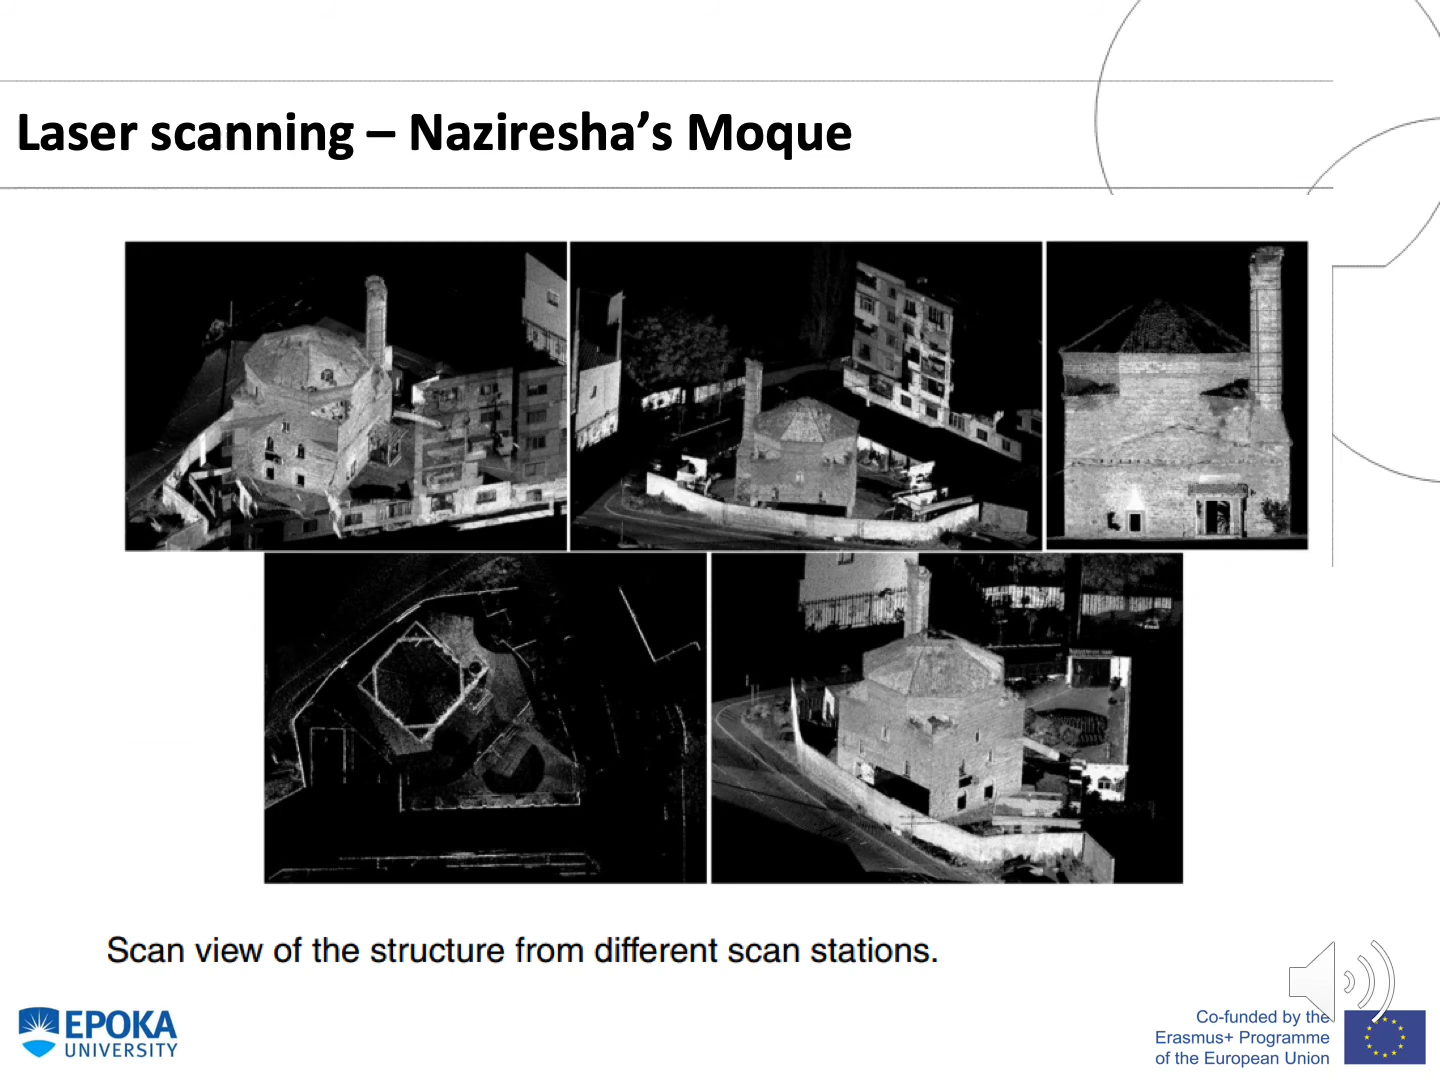 Laser scanning – Naziresha’s Moque
Scan view of the structure from different scan stations.
EPOKA
UNIVERSITY
Co-funded by the
Erasmus+ Programme
of the European Union